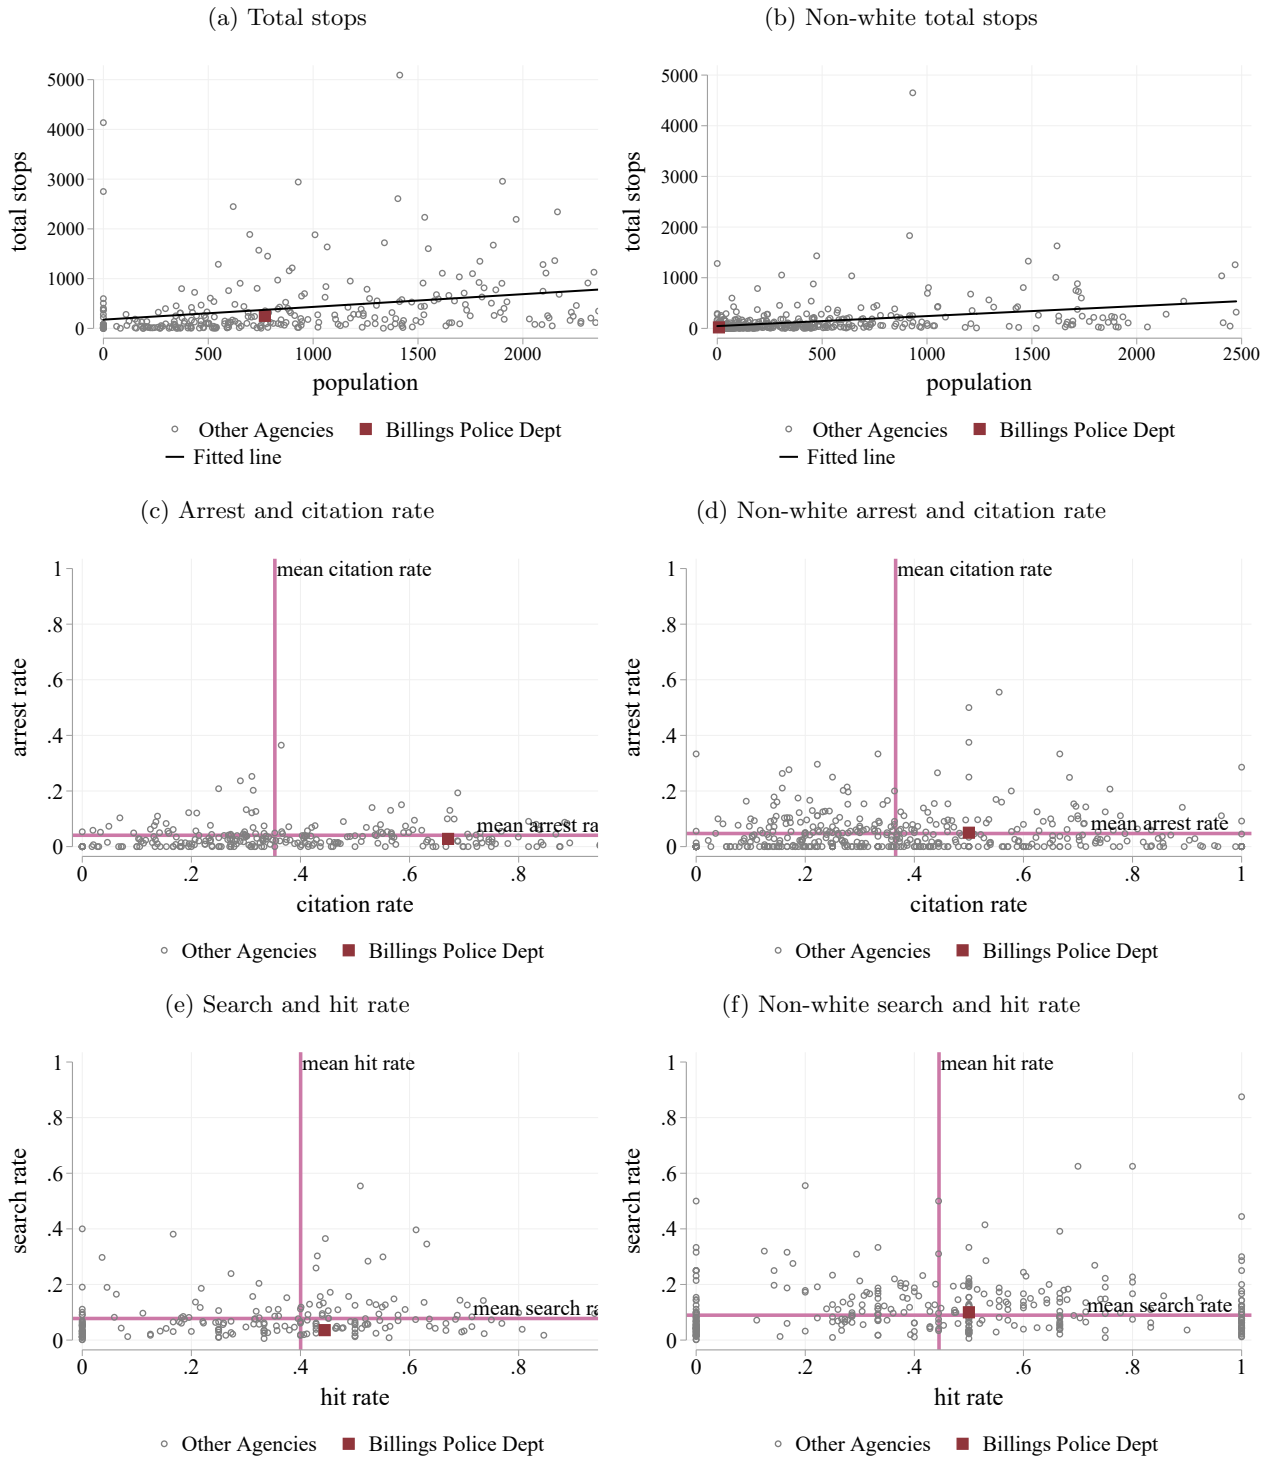 (a) Total stops
5000
4000
3000
2000
1000
0
total stops
0 500 1000 1500 2000
population
Other Agencies Billings Police Dept
Fitted line
(b) Non-white total stops
5000
4000
3000
2000
1000
0
total stops
0 500 1000 1500 2000 2500
population
Other Agencies Billings Police Dept
Fitted line
(c) Arrest and citation rate
mean citation rate
1
.8
.6
.4
.2
0
arrest rate
mean arrest ra
0 .2 .4 .6 .8
citation rate
Other Agencies Billings Police Dept
(d) Non-white arrest and citation rate
mean citation rate
1
.8
.6
.4
.2
0
arrest rate
mean arrest rate
0 .2 .4 .6 .8 1
citation rate
Other Agencies Billings Police Dept
(e) Search and hit rate
mean hit rate
1
.8
.6
.4
.2
0
search rate
mean search ra
0 .2 .4 .6 .8
hit rate
Other Agencies Billings Police Dept
(f) Non-white search and hit rate
mean hit rate
1
.8
.6
.4
.2
0
search rate
mean search rate
0 .2 .4 .6 .8 1
hit rate
Other Agencies Billings Police Dept